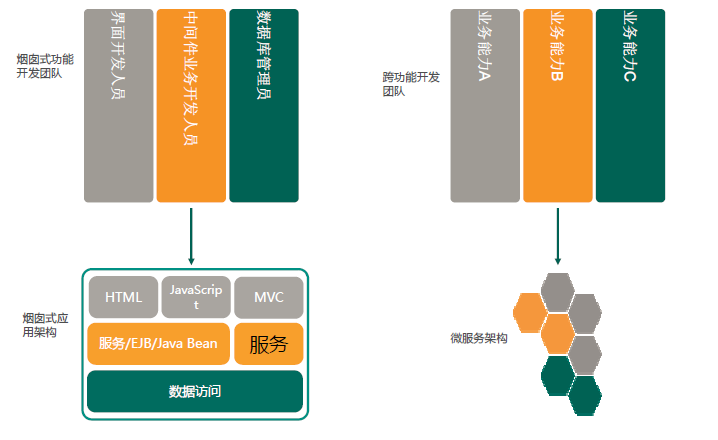 烟囱式功能
开发团队
界面开发人员
中间件业务开发人员
数据库管理员
跨功能开发
团队
业务能力A
业务能力B
业务能力C
烟囱式应
用架构
HTML
JavaScrip
t
MVC
服务/EJB/Java Bean
服务
数据访问
微服务架构